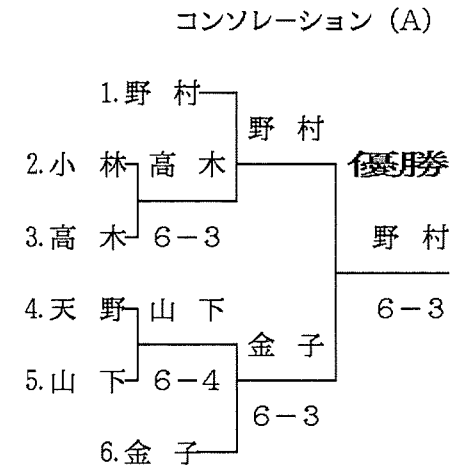 コンソレーション（A）
1.野村
野村
2.小林 高木 優勝
3.高木 6－3 野村
4.天野 山下 6－3
金子
5.山下 6－4
6－3
6.金子